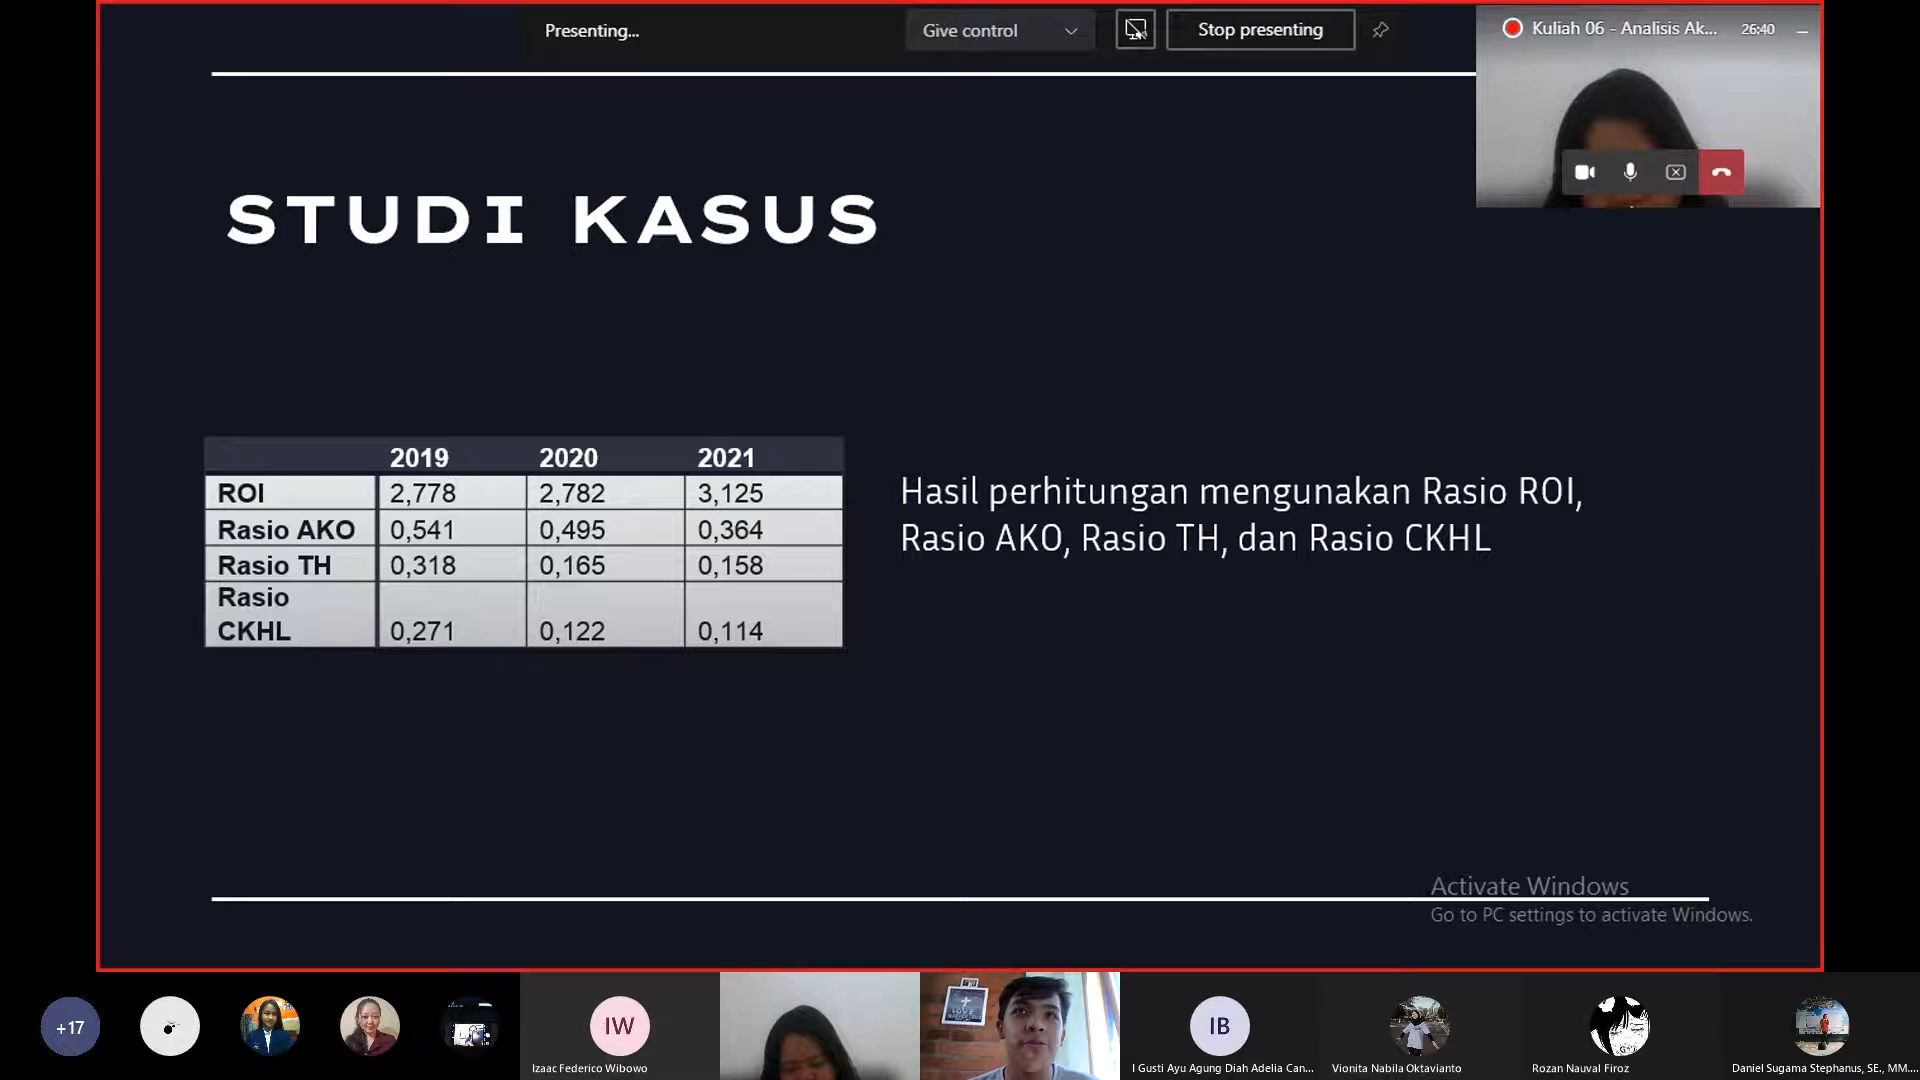 Presenting...
Give control
Stop presenting
Kuliah 06 - Analisis Ak...
26:40
STUDI KASUS
2019 2020 2021
ROI 2,778 2,782 3,125
Rasio AKO 0,541 0,495 0,364
Rasio TH 0,318 0,165 0,158
Rasio
CKHL 0,271 0,122 0,114
Hasil perhitungan mengunakan Rasio ROI,
Rasio AKO, Rasio TH, dan Rasio CKHL
Activate Windows
Go to PC settings to activate Windows.
+17
IW
Izaac Federico Wibowo
IB
I Gusti Ayu Agung Diah Adelia Can...
Vionita Nabila Oktavianto
Rozan Nauval Firoz
Daniel Sugama Stephanus, SE., MM....